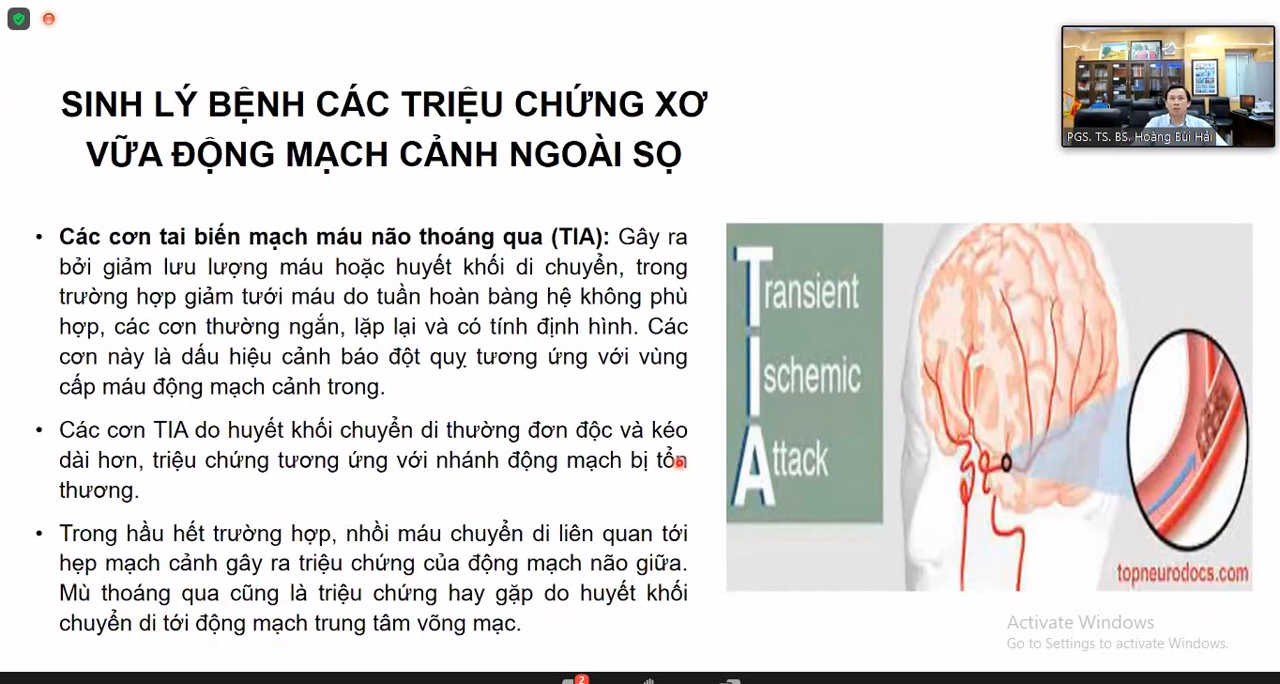 SINH LÝ BỆNH CÁC TRIỆU CHỨNG XƠ
VỮA ĐỘNG MẠCH CẢNH NGOÀI SỌ
PGS. TS. BS. Hoàng Bùi Hải
• Các cơn tai biến mạch máu não thoáng qua (TIA): Gây ra
bởi giảm lưu lượng máu hoặc huyết khối di chuyển, trong
trường hợp giảm tưới máu do tuần hoàn bàng hệ không phù
hợp, các cơn thường ngắn, lặp lại và có tính định hình. Các
cơn này là dấu hiệu cảnh báo đột quỵ tương ứng với vùng
cấp máu động mạch cảnh trong.
• Các cơn TIA do huyết khối chuyển di thường đơn độc và kéo
dài hơn, triệu chứng tương ứng với nhánh động mạch bị tổn
thương.
• Trong hầu hết trường hợp, nhồi máu chuyển di liên quan tới
hẹp mạch cảnh gây ra triệu chứng của động mạch não giữa.
Mù thoáng qua cũng là triệu chứng hay gặp do huyết khối
chuyển di tới động mạch trung tâm võng mạc.
Transient
Ischemic
Attack
topneurodocs.com
Activate Windows
Go to Settings to activate Windows.
2